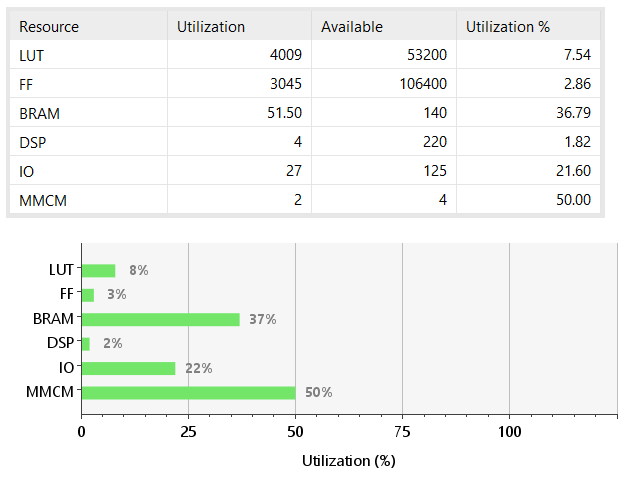 Resource Utilization Available Utilization %
LUT 4009 53200 7.54
FF 3045 106400 2.86
BRAM 51.50 140 36.79
DSP 4 220 1.82
IO 27 125 21.60
MMCM 2 4 50.00
LUT 8%
FF 3%
BRAM 37%
DSP 2%
IO 22%
MMCM 50%
0 25 50 75 100
Utilization (%)